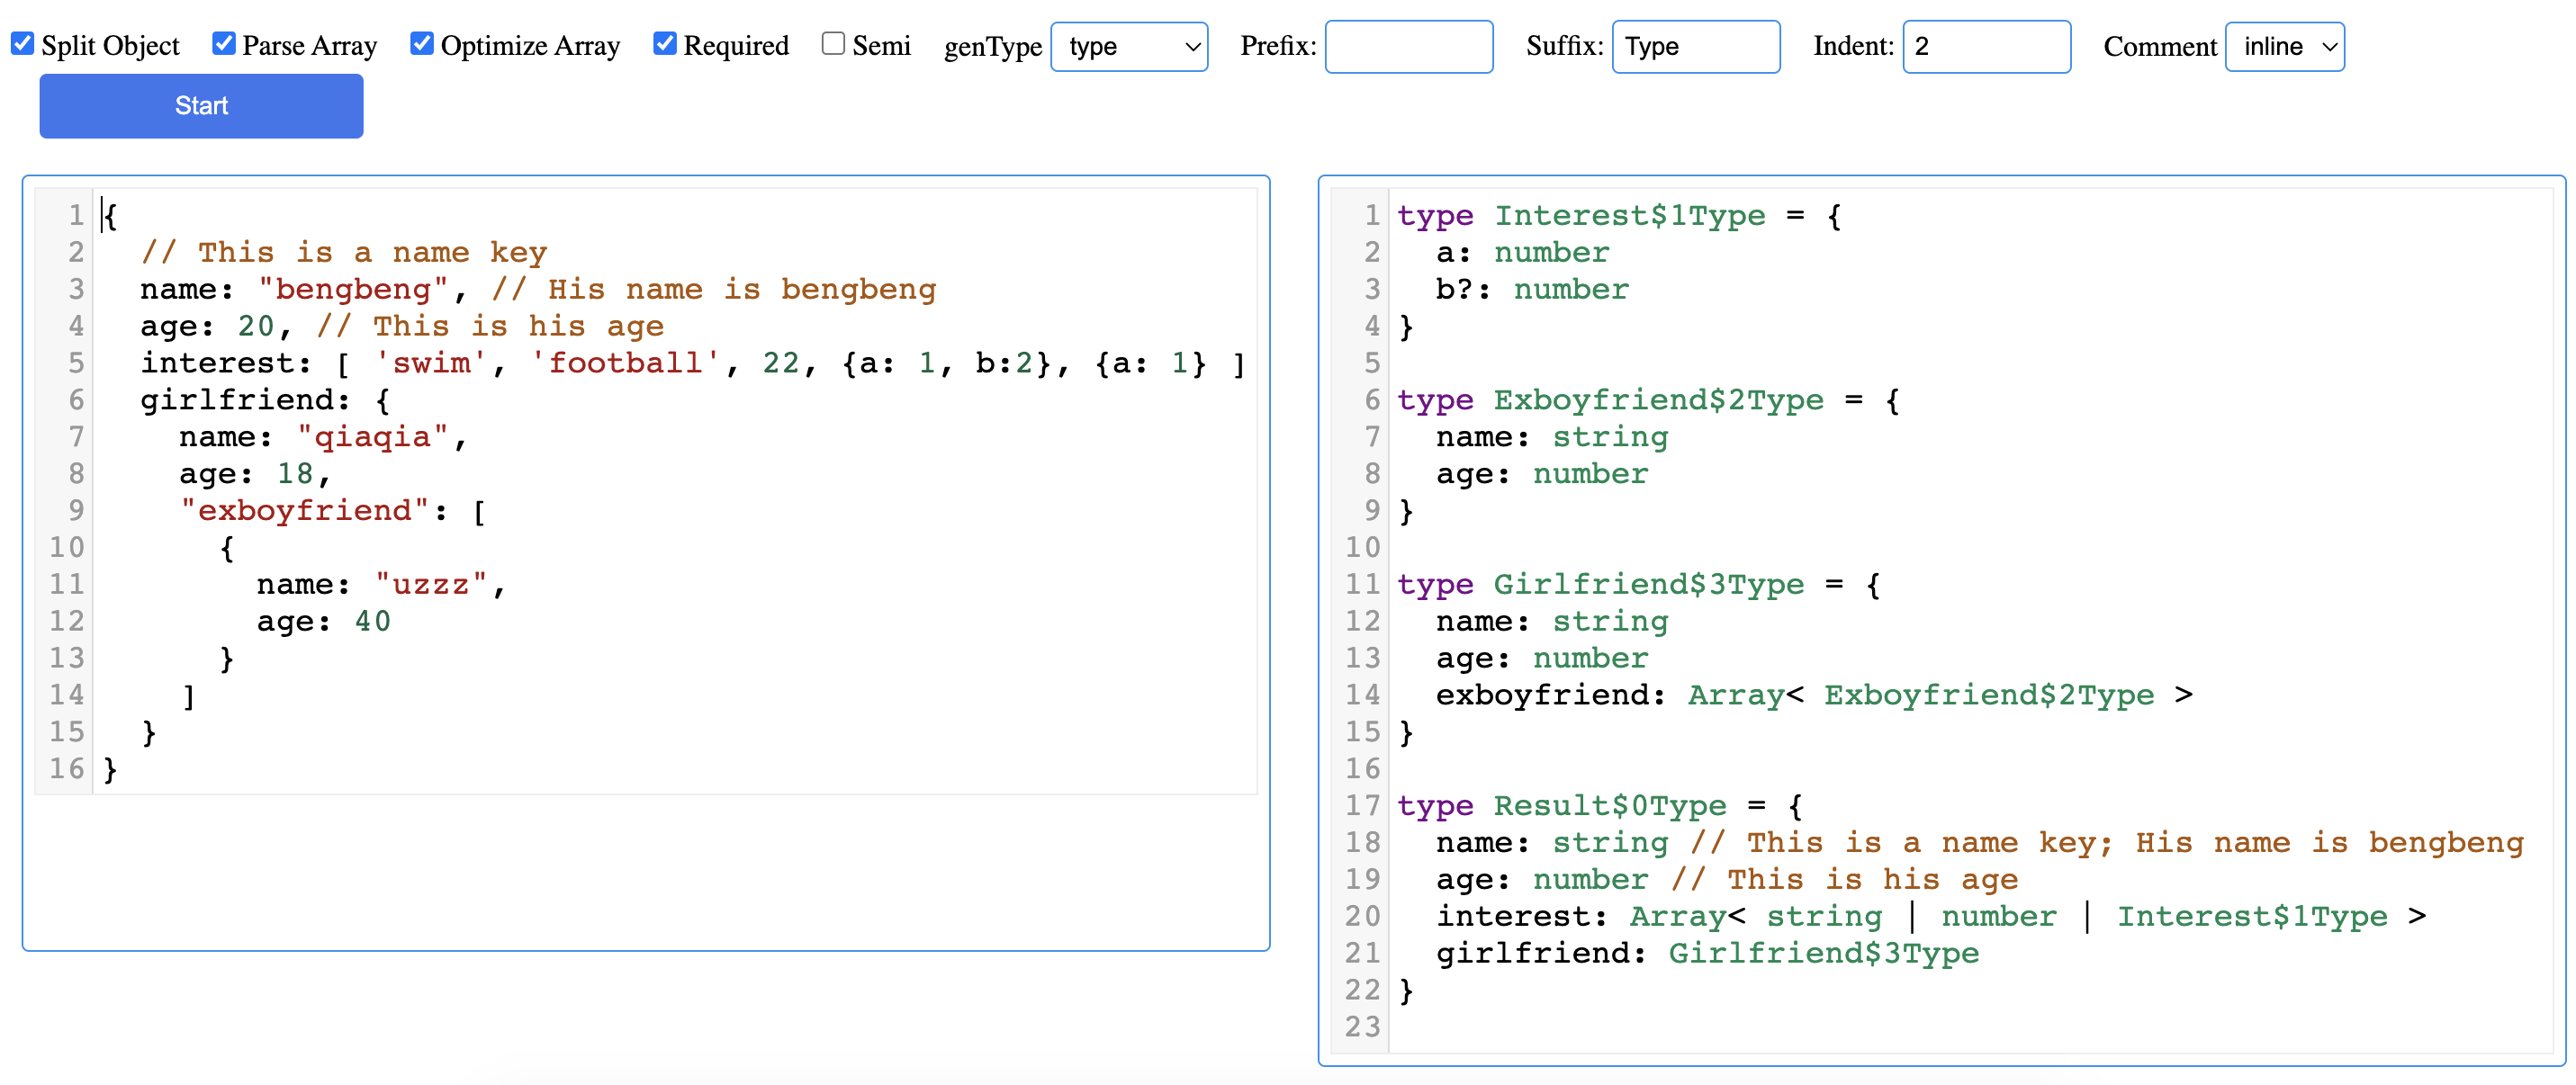 Split Object Parse Array Optimize Array Required Semi genType type Prefix: Suffix: Type Indent: 2 Comment inline
Start
1 {
2   // This is a name key
3   name: "bengbeng", // His name is bengbeng
4   age: 20, // This is his age
5   interest: [ 'swim', 'football', 22, {a: 1, b:2}, {a: 1} ]
6   girlfriend: {
7     name: "qiaqia",
8     age: 18,
9     "exboyfriend": [
10       {
11         name: "uzzz",
12         age: 40
13       }
14     ]
15   }
16 }
1 type Interest$1Type = {
2   a: number
3   b?: number
4 }
5
6 type Exboyfriend$2Type = {
7   name: string
8   age: number
9 }
10
11 type Girlfriend$3Type = {
12   name: string
13   age: number
14   exboyfriend: Array< Exboyfriend$2Type >
15 }
16
17 type Result$0Type = {
18   name: string // This is a name key; His name is bengbeng
19   age: number // This is his age
20   interest: Array< string | number | Interest$1Type >
21   girlfriend: Girlfriend$3Type
22 }
23